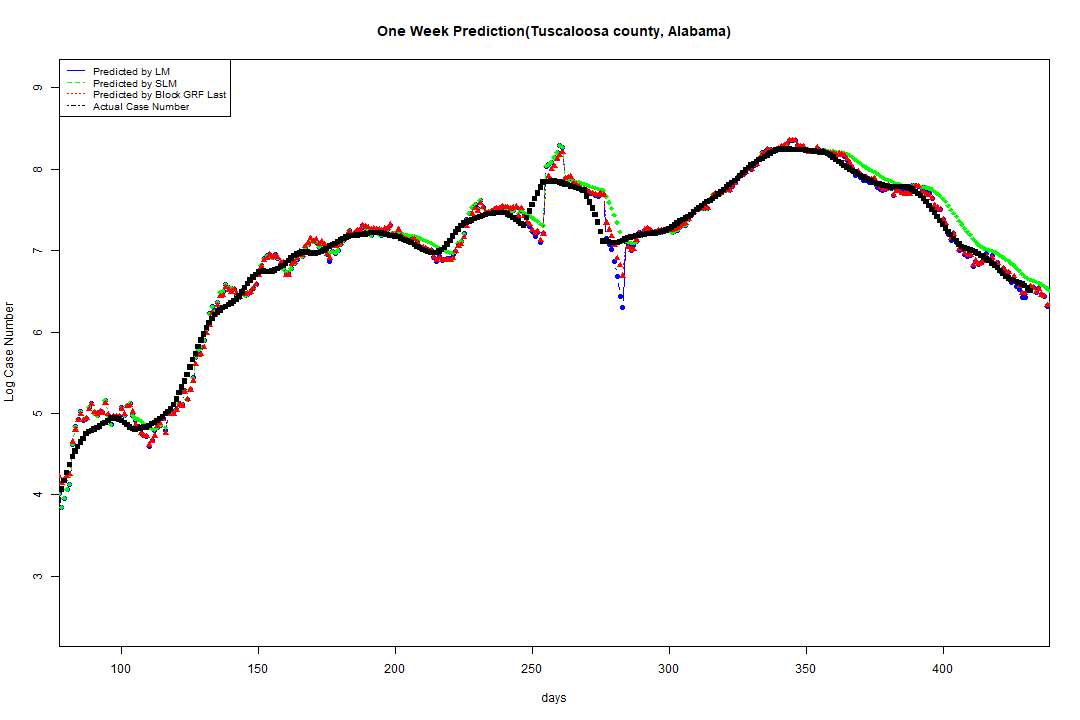 One Week Prediction(Tuscaloosa county, Alabama)
Predicted by LM
Predicted by SLM
Predicted by Block GRF Last
Actual Case Number
9
8
7
6
5
4
3
Log Case Number
100 150 200 250 300 350 400
days